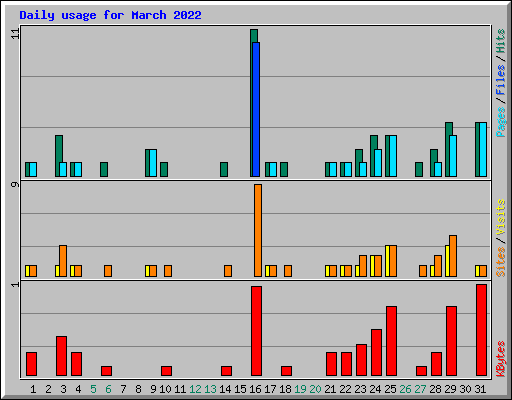 Daily usage for March 2022
11
Pages/Files/Hits
9
Sites/Visits
1
KBytes
1 2 3 4 5 6 7 8 9 10 11 12 13 14 15 16 17 18 19 20 21 22 23 24 25 26 27 28 29 30 31